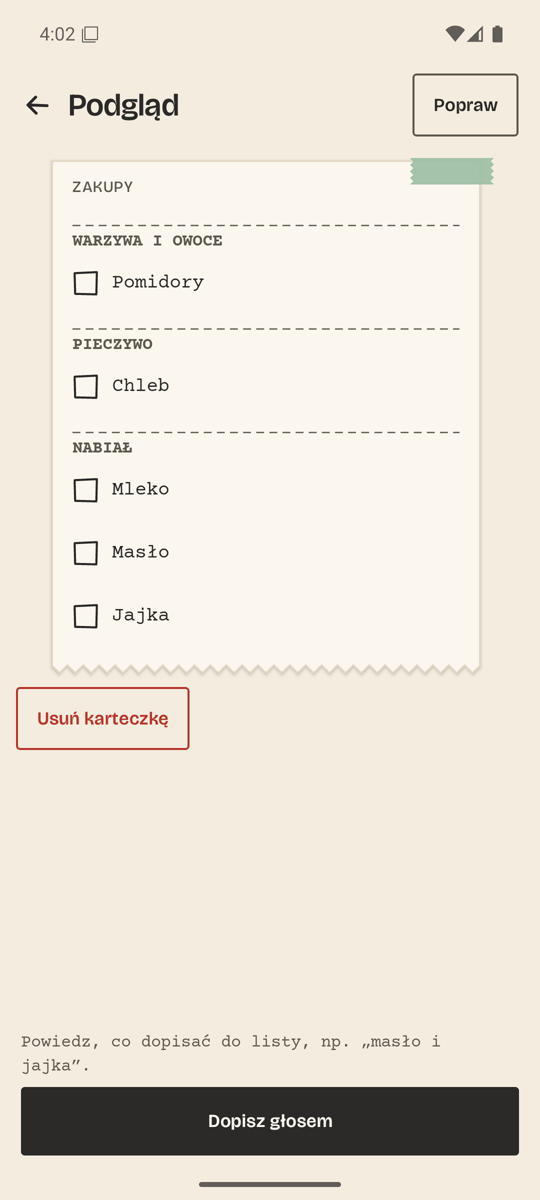 4:02
Podgląd
Popraw
ZAKUPY
WARZYWA I OWOCE
Pomidory
PIECZYWO
Chleb
NABIAŁ
Mleko
Masło
Jajka
Usuń karteczkę
Powiedz, co dopisać do listy, np. „masło i
jajka”.
Dopisz głosem